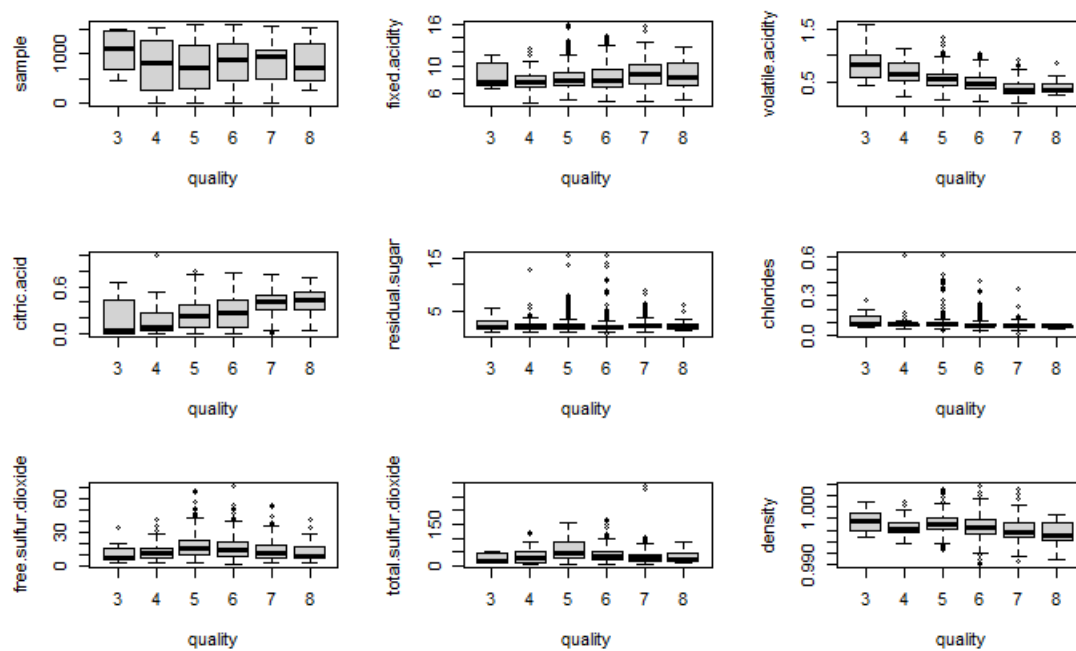 sample
0 1000
3 4 5 6 7 8
quality
fixed.acidity
6 8 10 16
3 4 5 6 7 8
quality
volatile.acidity
0.5 1.5
3 4 5 6 7 8
quality
citric.acid
0.0 0.6
3 4 5 6 7 8
quality
residual.sugar
5 15
3 4 5 6 7 8
quality
chlorides
0.0 0.3 0.6
3 4 5 6 7 8
quality
free.sulfur.dioxide
0 30 60
3 4 5 6 7 8
quality
total.sulfur.dioxide
0 150
3 4 5 6 7 8
quality
density
0.990 1.000
3 4 5 6 7 8
quality